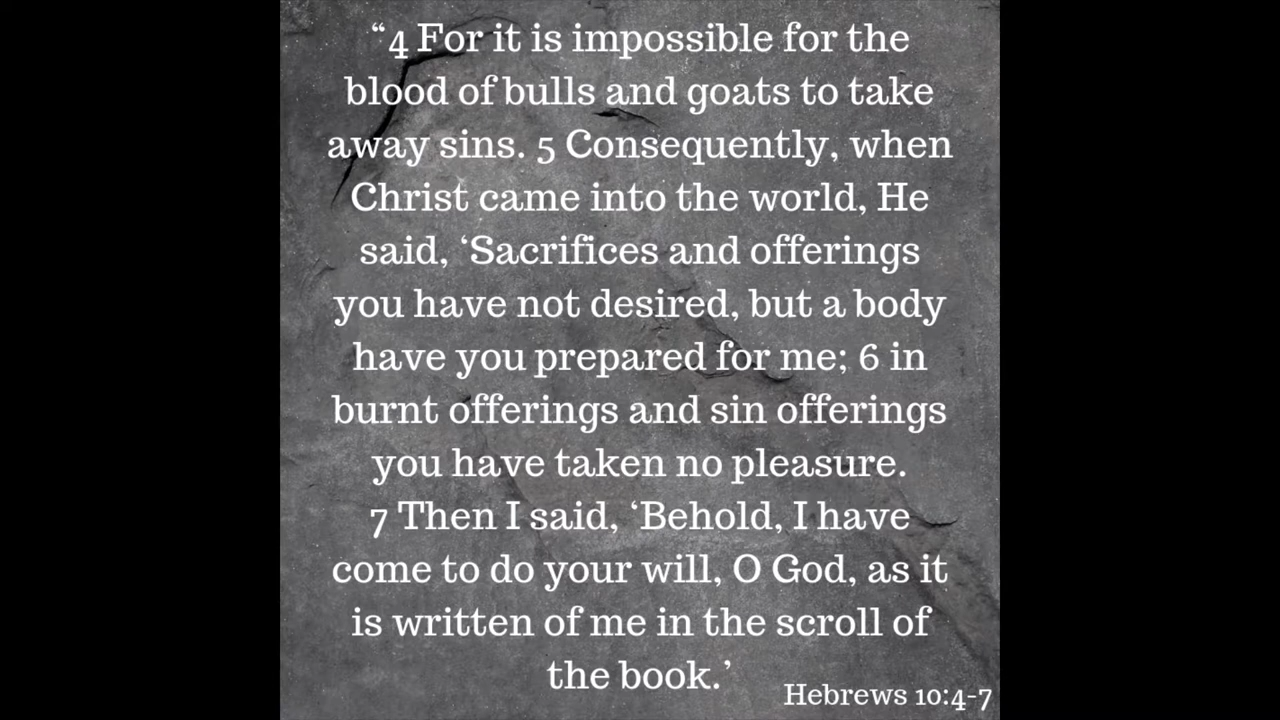 “4 For it is impossible for the
blood of bulls and goats to take
away sins. 5 Consequently, when
Christ came into the world, He
said, ‘Sacrifices and offerings
you have not desired, but a body
have you prepared for me; 6 in
burnt offerings and sin offerings
you have taken no pleasure.
7 Then I said, ‘Behold, I have
come to do your will, O God, as it
is written of me in the scroll of
the book.’
Hebrews 10:4-7